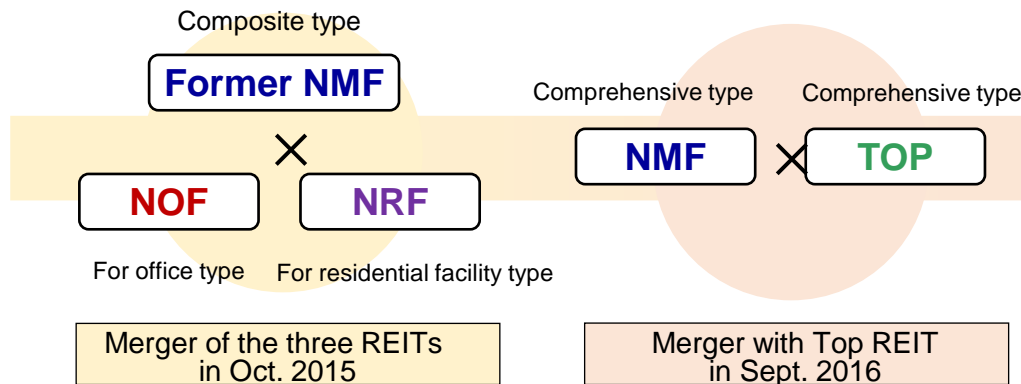 Composite type
Former NMF
×
NOF
NRF
For office type
For residential facility type
Merger of the three REITs
in Oct. 2015
Comprehensive type
Comprehensive type
NMF
×
TOP
Merger with Top REIT
in Sept. 2016